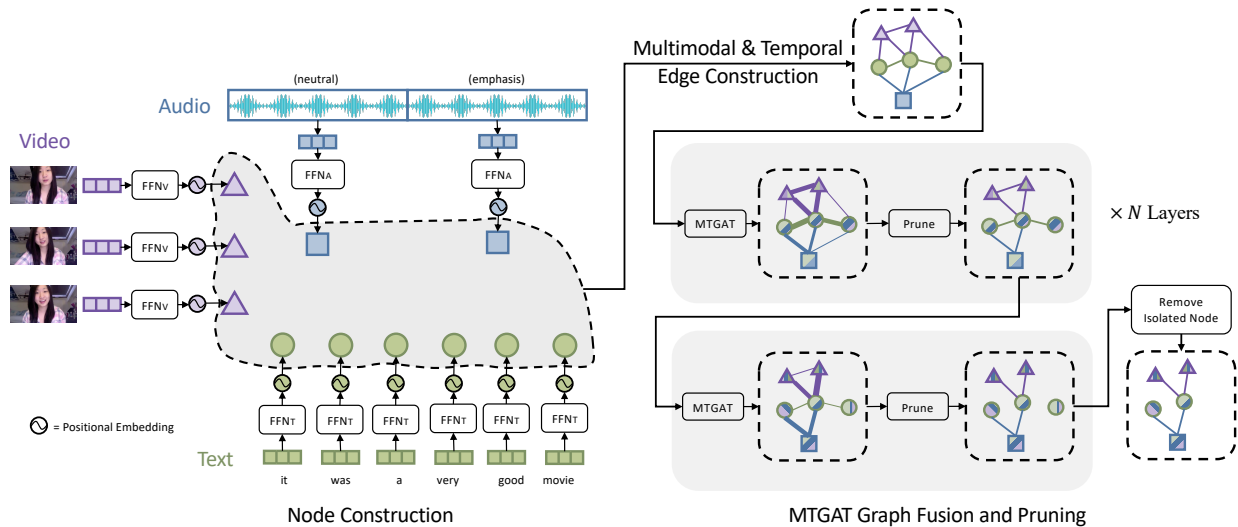 (neutral)
(emphasis)
Audio
Multimodal & Temporal
Edge Construction
Video
FFNA
FFNA
FFNV
FFNV
FFNV
MTGAT
Prune
× N Layers
Remove
Isolated Node
MTGAT
Prune
FFNT
FFNT
FFNT
FFNT
FFNT
FFNT
= Positional Embedding
Text
it
was
a
very
good
movie
Node Construction
MTGAT Graph Fusion and Pruning